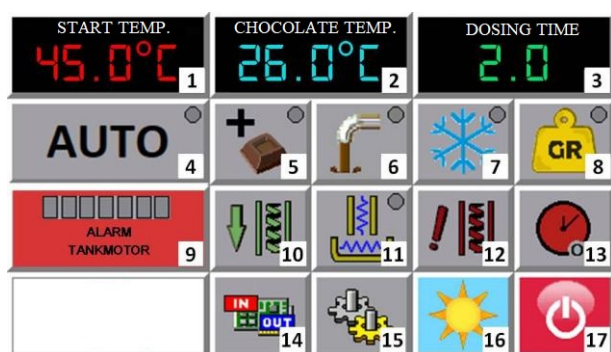 START TEMP.
CHOCOLATE TEMP.
DOSING TIME
45.0°C 1
26.0°C 2
2.0 3
AUTO 4
5
6
7
GR 8
ALARM
TANKMOTOR 9
10
11
12
13
IN
OUT 14
15
16
17